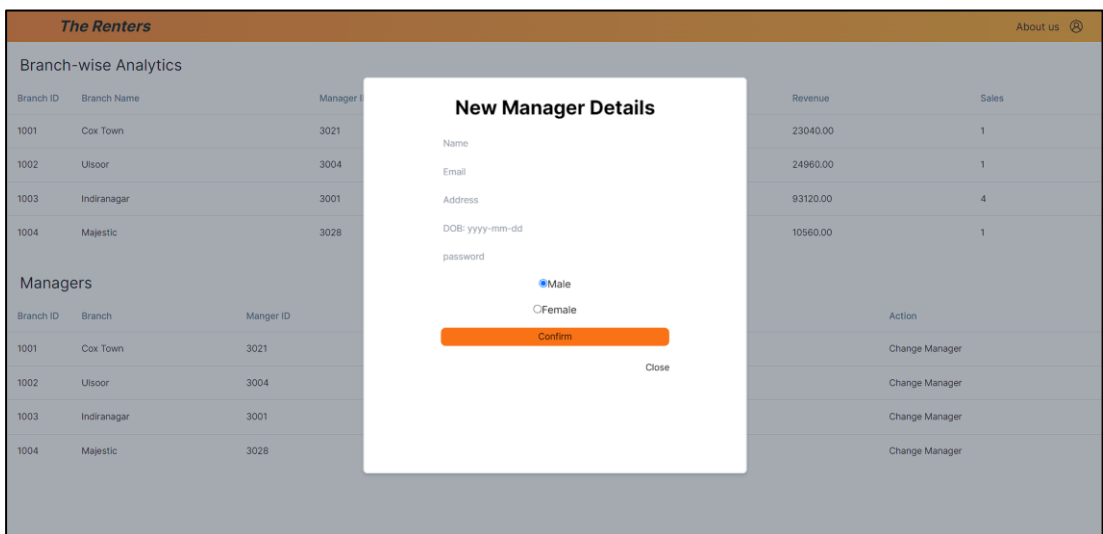 The Renters About us
Branch-wise Analytics
Branch ID Branch Name Manager I Revenue Sales
1001 Cox Town 3021 23040.00 1
1002 Ulsoor 3004 24960.00 1
1003 Indiranagar 3001 93120.00 4
1004 Majestic 3028 10560.00 1
New Manager Details
Name
Email
Address
DOB: yyyy-mm-dd
password
Male
Female
Confirm
Close
Managers
Branch ID Branch Manger ID Action
1001 Cox Town 3021 Change Manager
1002 Ulsoor 3004 Change Manager
1003 Indiranagar 3001 Change Manager
1004 Majestic 3028 Change Manager